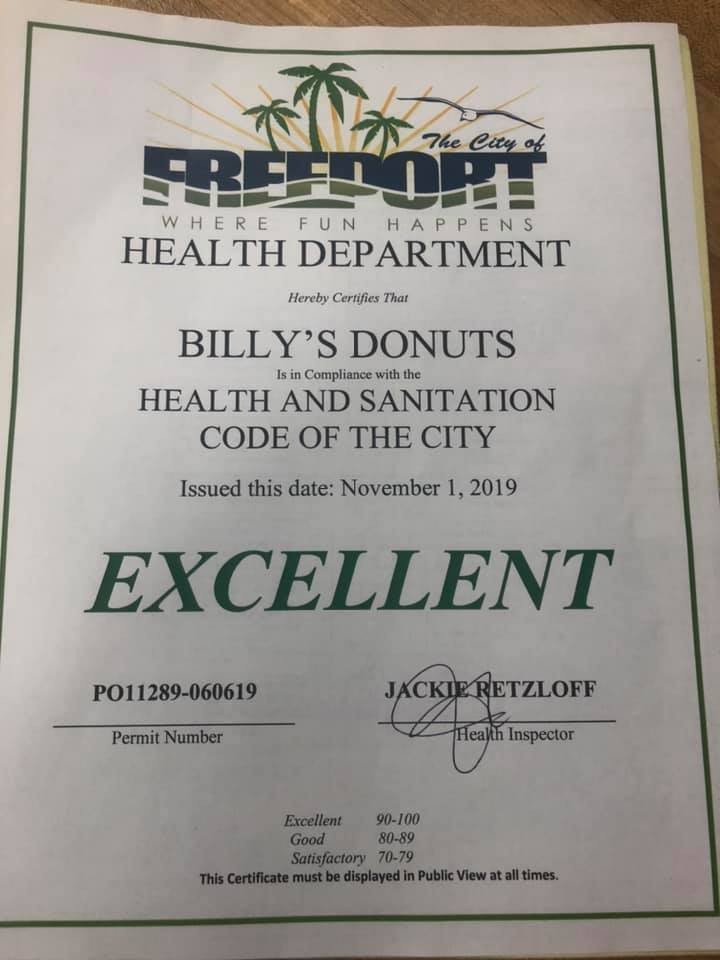 The City of
FREEPORT
WHERE FUN HAPPENS
HEALTH DEPARTMENT
Hereby Certifies That
BILLY'S DONUTS
Is in Compliance with the
HEALTH AND SANITATION
CODE OF THE CITY
Issued this date: November 1, 2019
EXCELLENT
PO11289-060619 JACKIE RETZLOFF
Permit Number Health Inspector
Excellent 90-100
Good 80-89
Satisfactory 70-79
This Certificate must be displayed in Public View at all times.